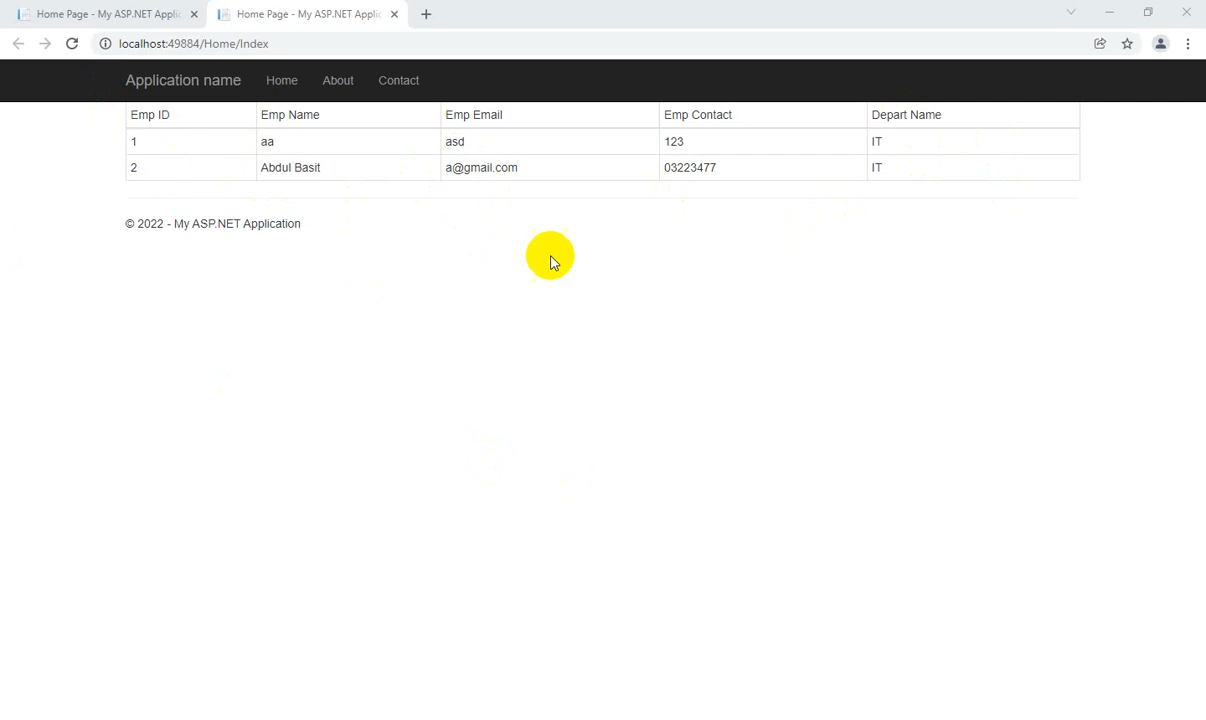 Home Page - My ASP.NET Applic Home Page - My ASP.NET Applic
localhost:49884/Home/Index
Application name Home About Contact
Emp ID Emp Name Emp Email Emp Contact Depart Name
1 aa asd 123 IT
2 Abdul Basit a@gmail.com 03223477 IT
© 2022 - My ASP.NET Application